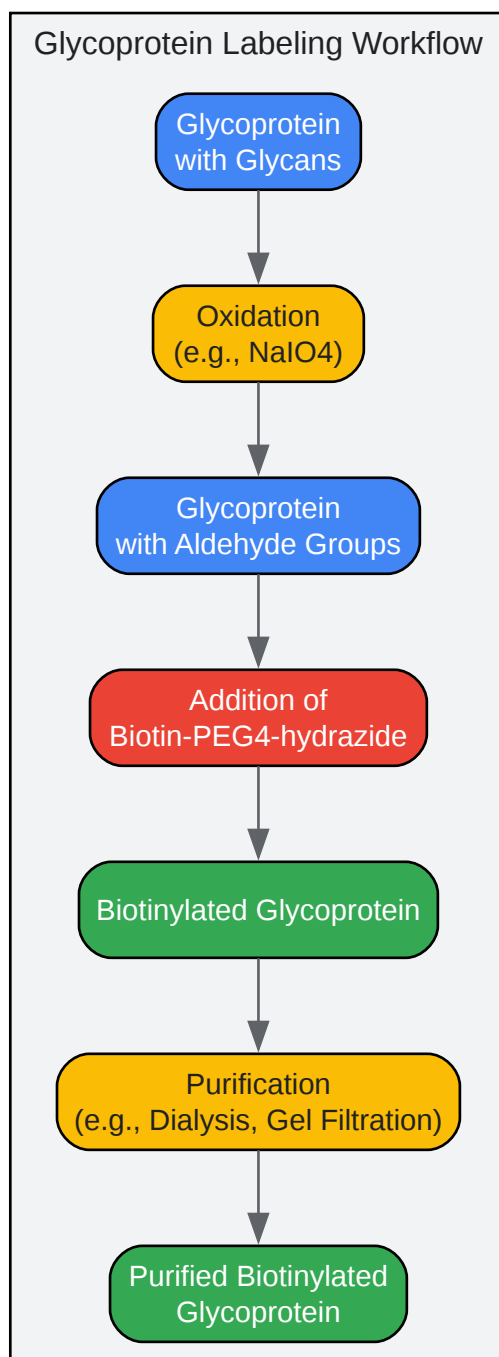 Glycoprotein Labeling Workflow
Glycoprotein
with Glycans
Oxidation
(e.g., NaIO4)
Glycoprotein
with Aldehyde Groups
Addition of
Biotin-PEG4-hydrazide
Biotinylated Glycoprotein
Purification
(e.g., Dialysis, Gel Filtration)
Purified Biotinylated
Glycoprotein